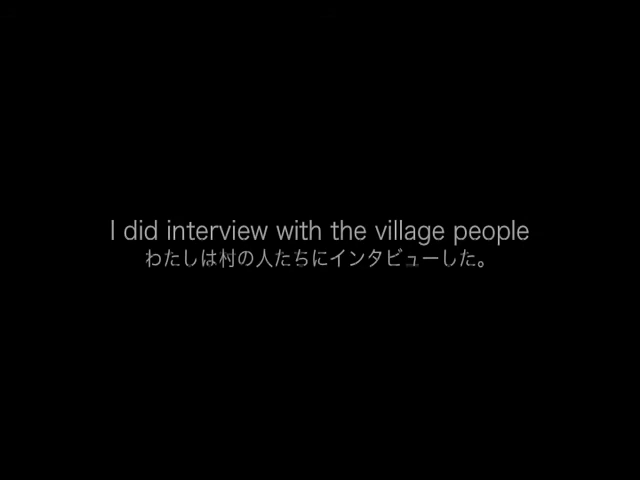 I did interview with the village people
わたしは村の人たちにインタビューした。